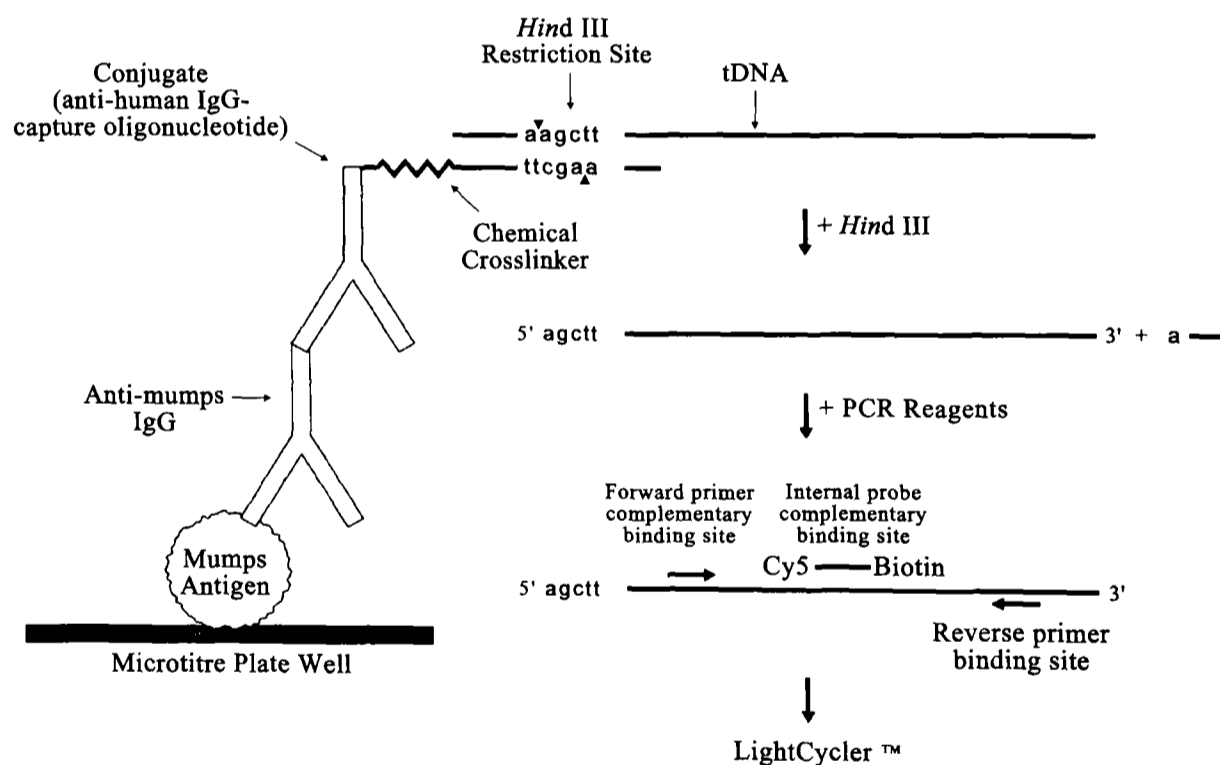 Hind III
Restriction Site
Conjugate
(anti-human IgG-
capture oligonucleotide)
tDNA
aagctt
ttcgaa
Chemical
Crosslinker
+ Hind III
5' agctt
3' + a
Anti-mumps
IgG
+ PCR Reagents
Forward primer
complementary
binding site
Internal probe
complementary
binding site
Cy5
Biotin
Mumps
Antigen
5' agctt
3'
Reverse primer
binding site
Microtitre Plate Well
LightCycler ™